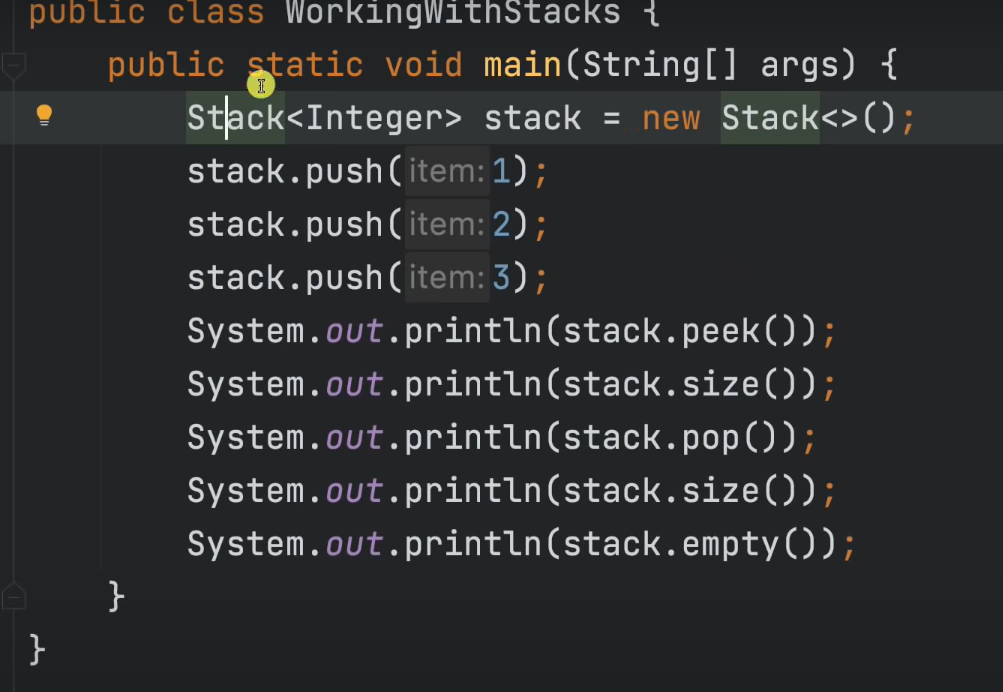 public class WorkingWithStacks {
public static void main(String[] args) {
Stack<Integer> stack = new Stack<>();
stack.push( item: 1);
stack.push( item: 2);
stack.push( item: 3);
System.out.println(stack.peek());
System.out.println(stack.size());
System.out.println(stack.pop());
System.out.println(stack.size());
System.out.println(stack.empty());
}
}